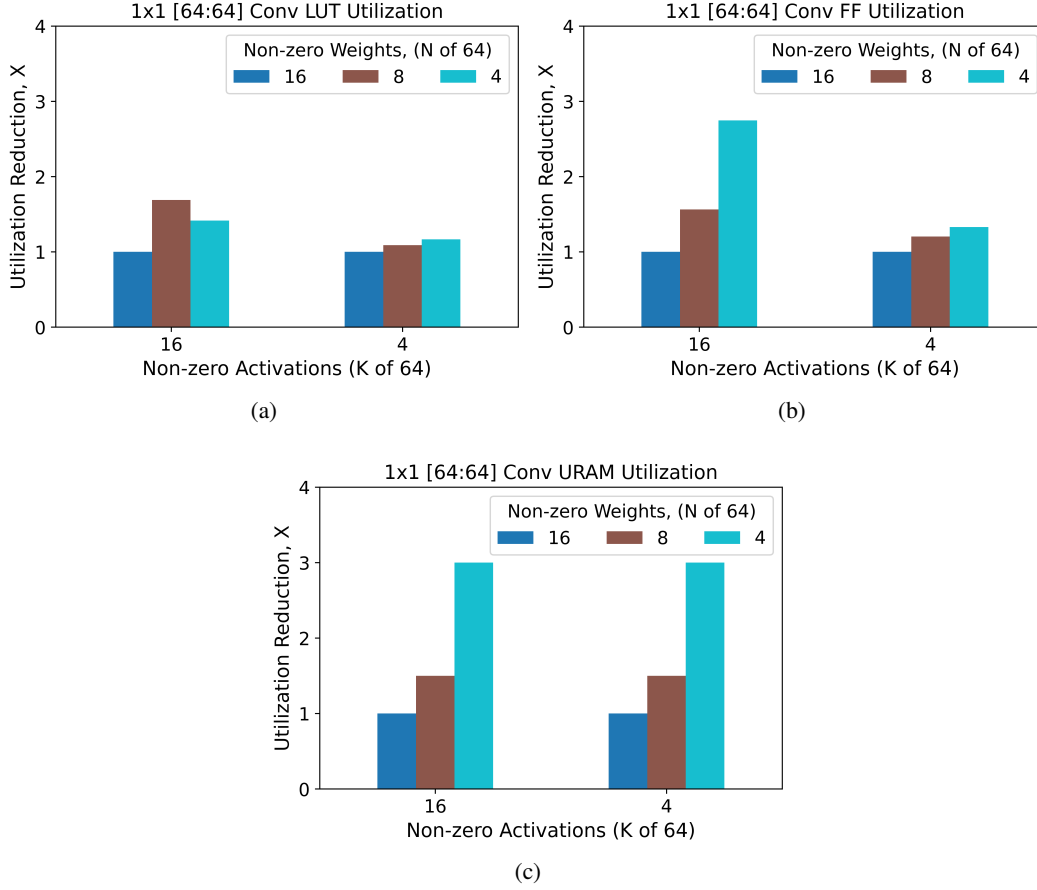 1x1 [64:64] Conv LUT Utilization
Utilization Reduction, X
4
3
2
1
0
Non-zero Weights, (N of 64)
16 8 4
16 4
Non-zero Activations (K of 64)
(a)
1x1 [64:64] Conv FF Utilization
Utilization Reduction, X
4
3
2
1
0
Non-zero Weights, (N of 64)
16 8 4
16 4
Non-zero Activations (K of 64)
(b)
1x1 [64:64] Conv URAM Utilization
Utilization Reduction, X
4
3
2
1
0
Non-zero Weights, (N of 64)
16 8 4
16 4
Non-zero Activations (K of 64)
(c)